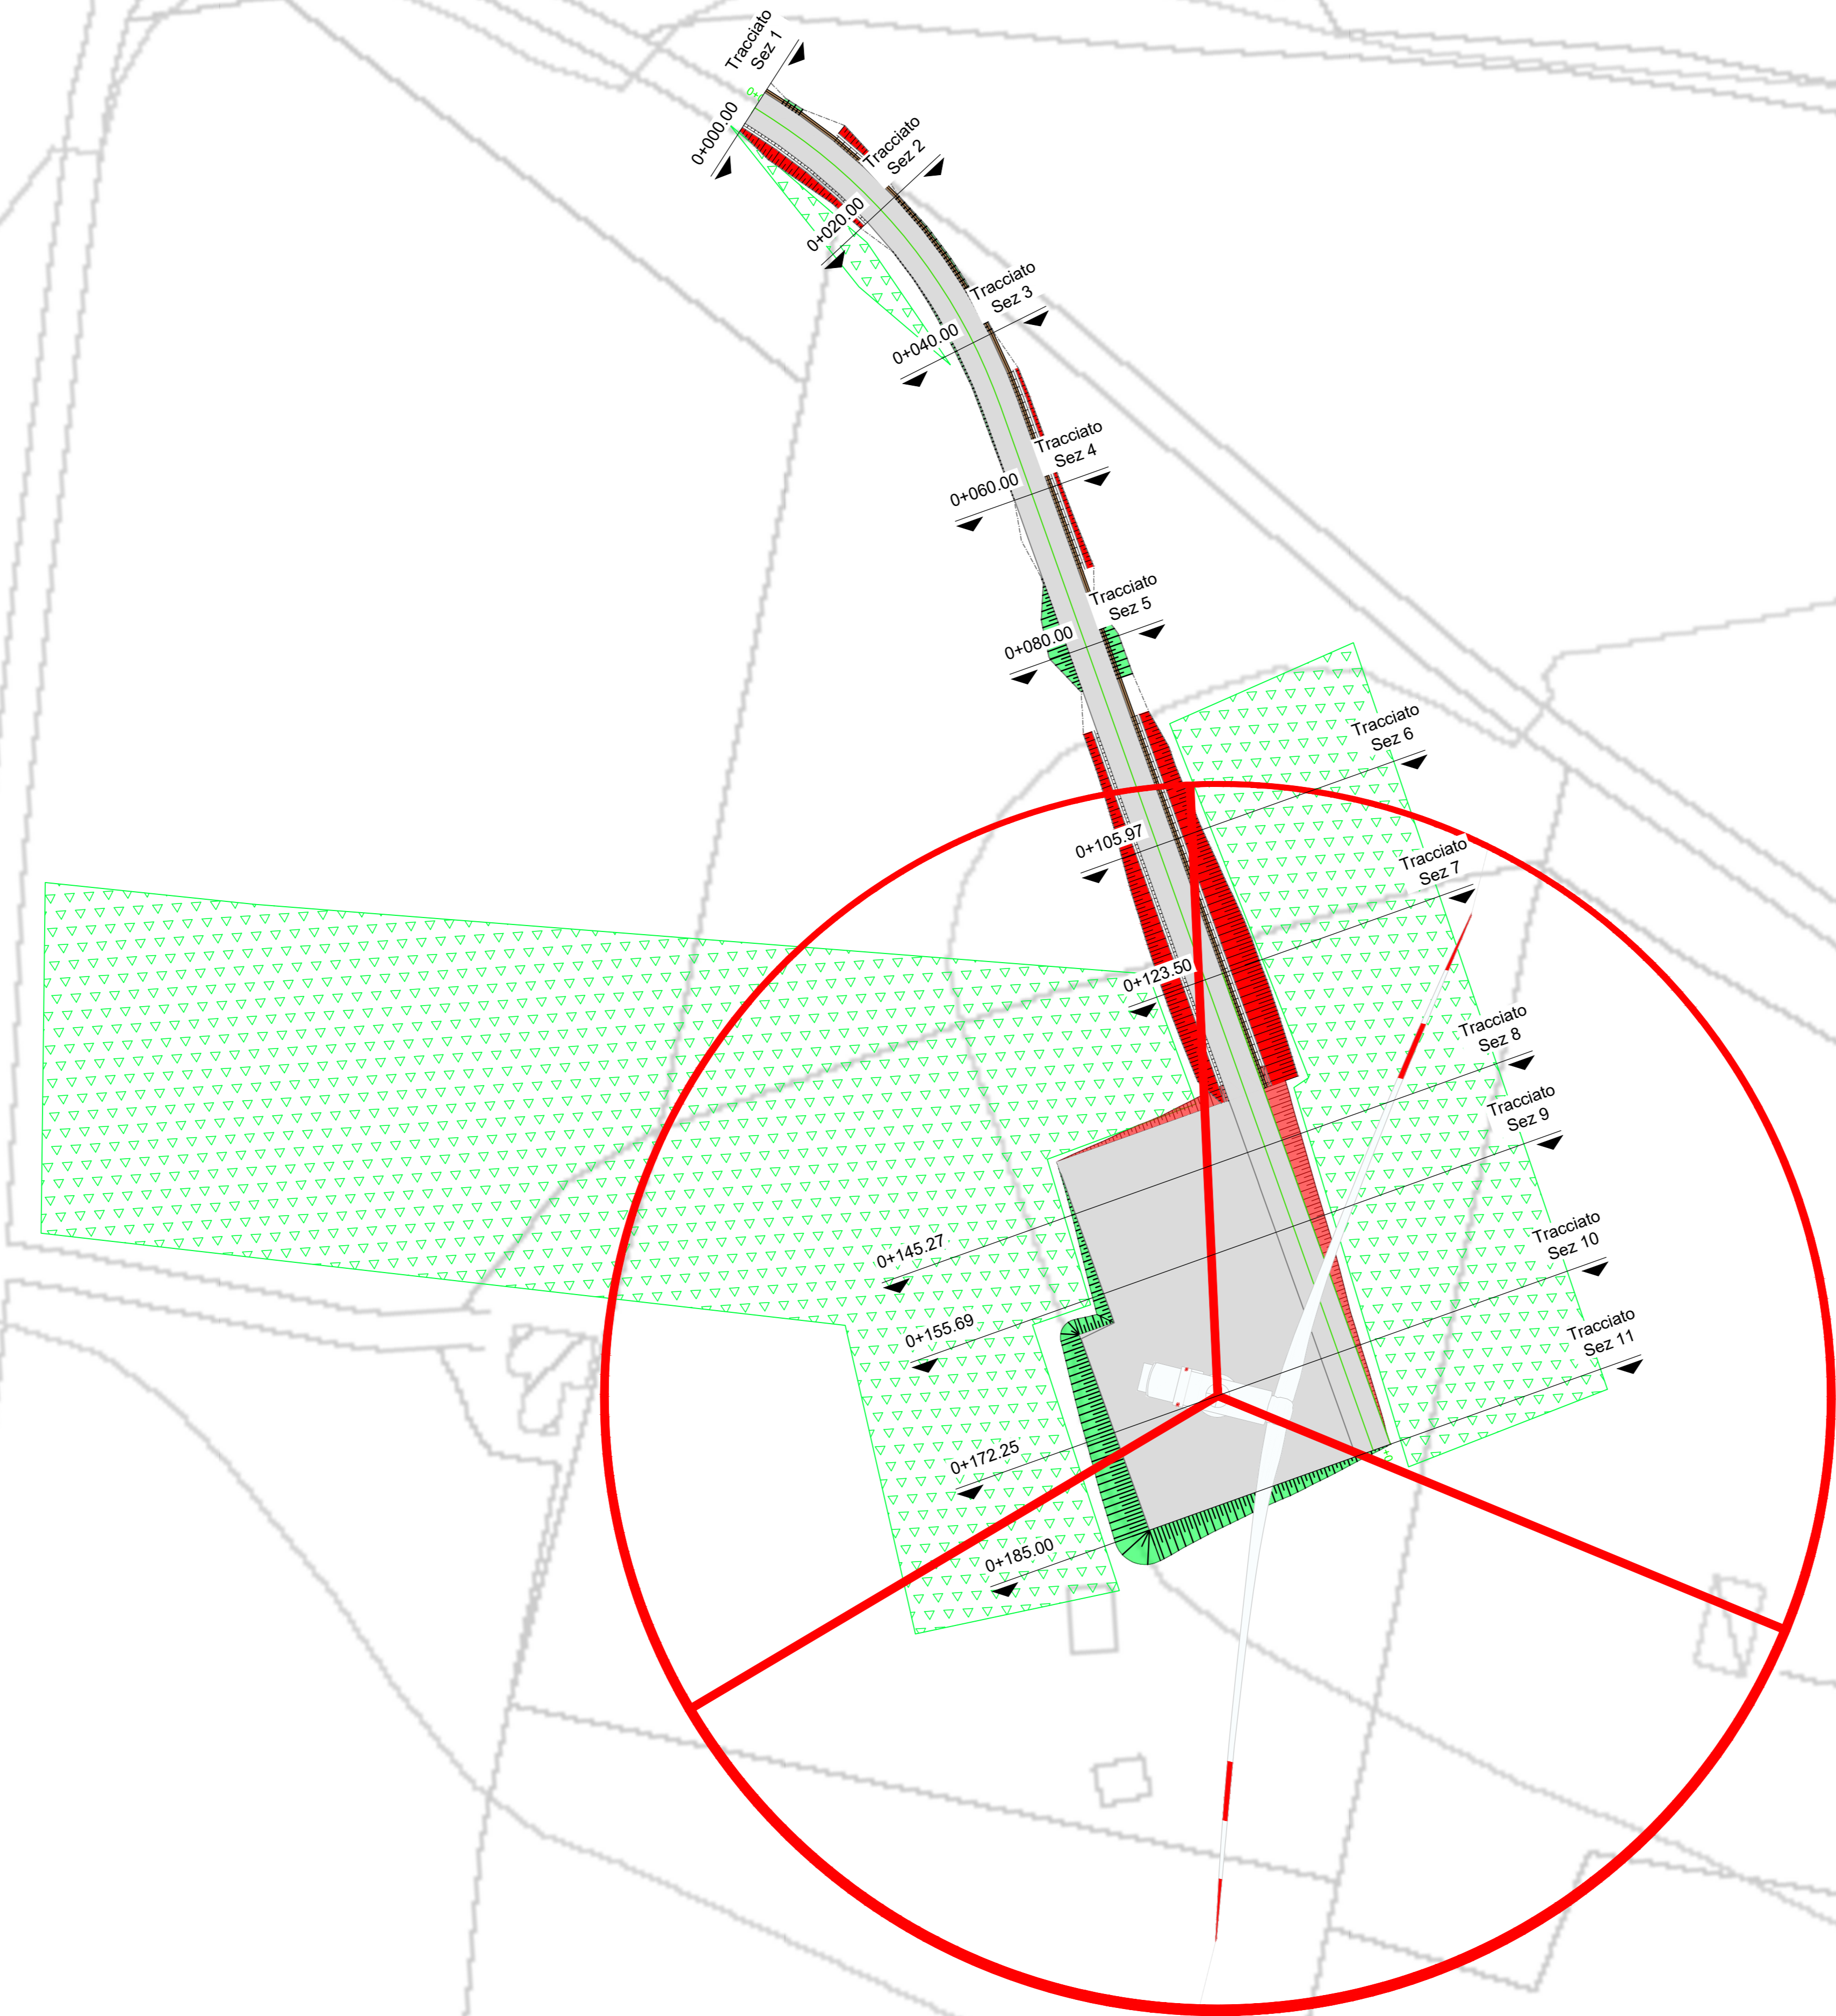 Tracciato
Sez 1
0+000.00
Tracciato
Sez 2
0+020.00
Tracciato
Sez 3
0+040.00
Tracciato
Sez 4
0+060.00
Tracciato
Sez 5
0+080.00
Tracciato
Sez 6
0+105.97
Tracciato
Sez 7
0+123.50
Tracciato
Sez 8
0+145.27
Tracciato
Sez 9
0+155.69
Tracciato
Sez 10
0+172.25
Tracciato
Sez 11
0+185.00